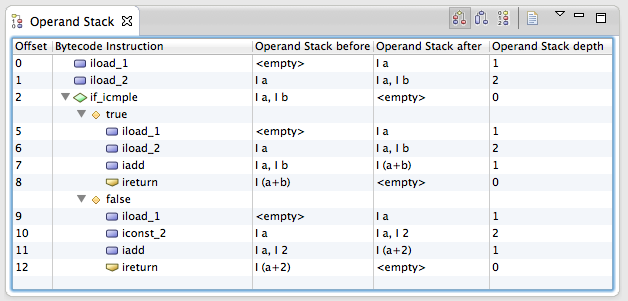 Operand Stack
Offset Bytecode Instruction Operand Stack before Operand Stack after Operand Stack depth
0 iload_1 <empty> I a 1
1 iload_2 I a I a, I b 2
2 if_icmple I a, I b <empty> 0
true
5 iload_1 <empty> I a 1
6 iload_2 I a I a, I b 2
7 iadd I a, I b I (a+b) 1
8 ireturn I (a+b) <empty> 0
false
9 iload_1 <empty> I a 1
10 iconst_2 I a I a, I 2 2
11 iadd I a, I 2 I (a+2) 1
12 ireturn I (a+2) <empty> 0